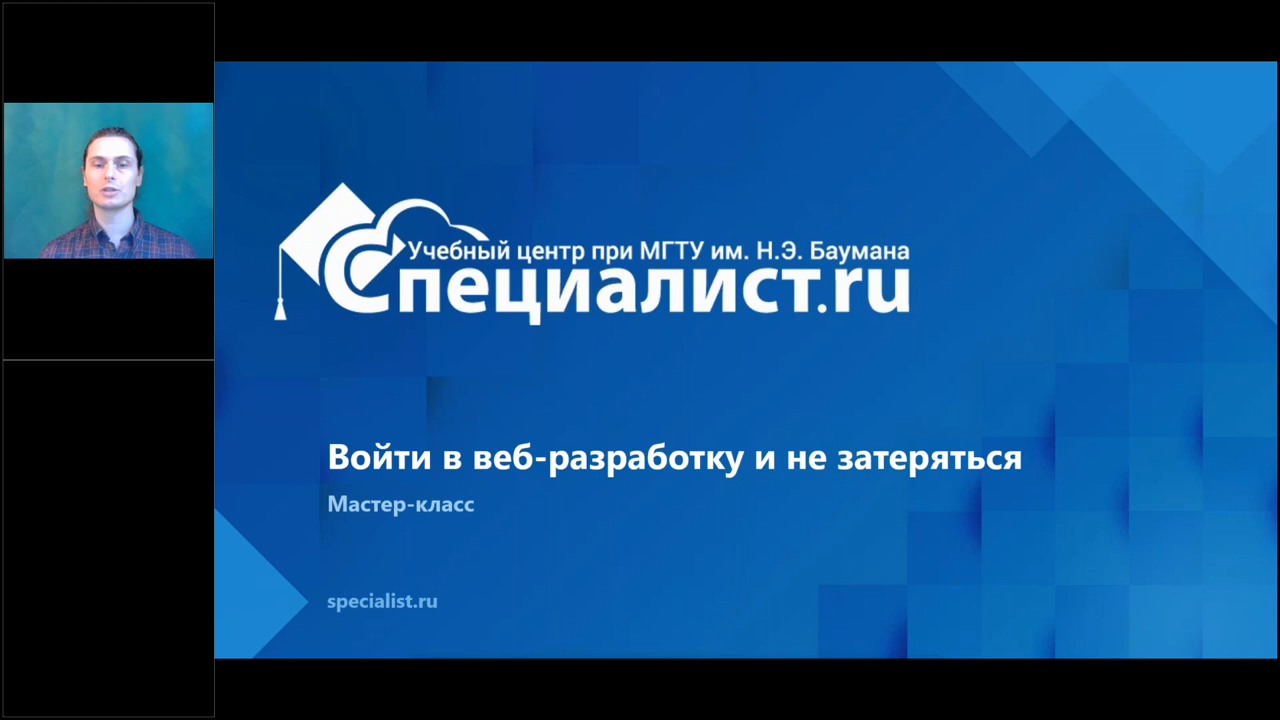 Учебный центр при МГТУ им. Н.Э. Баумана
Специалист.ru
Войти в веб-разработку и не затеряться
Мастер-класс
specialist.ru